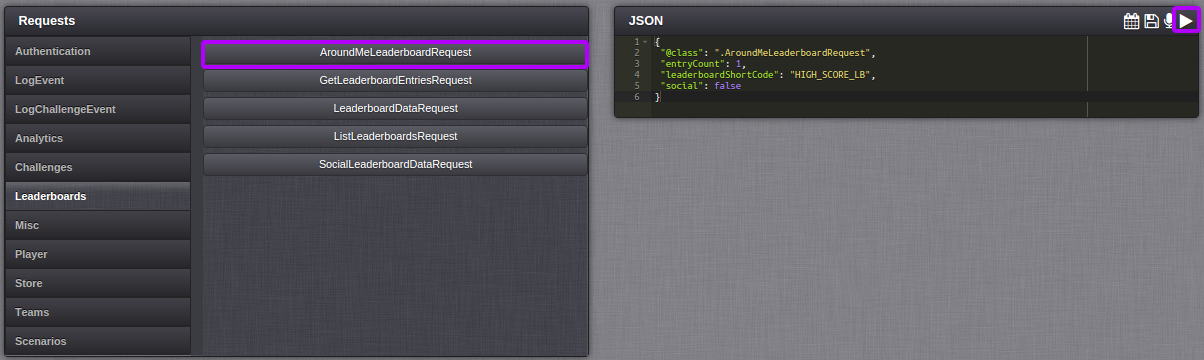 Requests
Authentication
LogEvent
LogChallengeEvent
Analytics
Challenges
Leaderboards
Misc
Player
Store
Teams
Scenarios
AroundMeLeaderboardRequest
GetLeaderboardEntriesRequest
LeaderboardDataRequest
ListLeaderboardsRequest
SocialLeaderboardDataRequest
JSON
1 {
2 "@class": ".AroundMeLeaderboardRequest",
3 "entryCount": 1,
4 "leaderboardShortCode": "HIGH_SCORE_LB",
5 "social": false
6 }